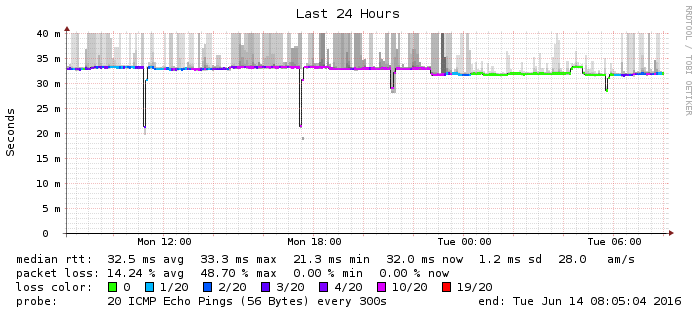 Last 24 Hours
RRDTOOL / TOBI OETIKER
Seconds
40 m
35 m
30 m
25 m
20 m
15 m
10 m
5 m
0
Mon 12:00 Mon 18:00 Tue 00:00 Tue 06:00
median rtt: 32.5 ms avg 33.3 ms max 21.3 ms min 32.0 ms now 1.2 ms sd 28.0 am/s
packet loss: 14.24 % avg 48.70 % max 0.00 % min 0.00 % now
loss color: 0 1/20 2/20 3/20 4/20 10/20 19/20
probe: 20 ICMP Echo Pings (56 Bytes) every 300s end: Tue Jun 14 08:05:04 2016